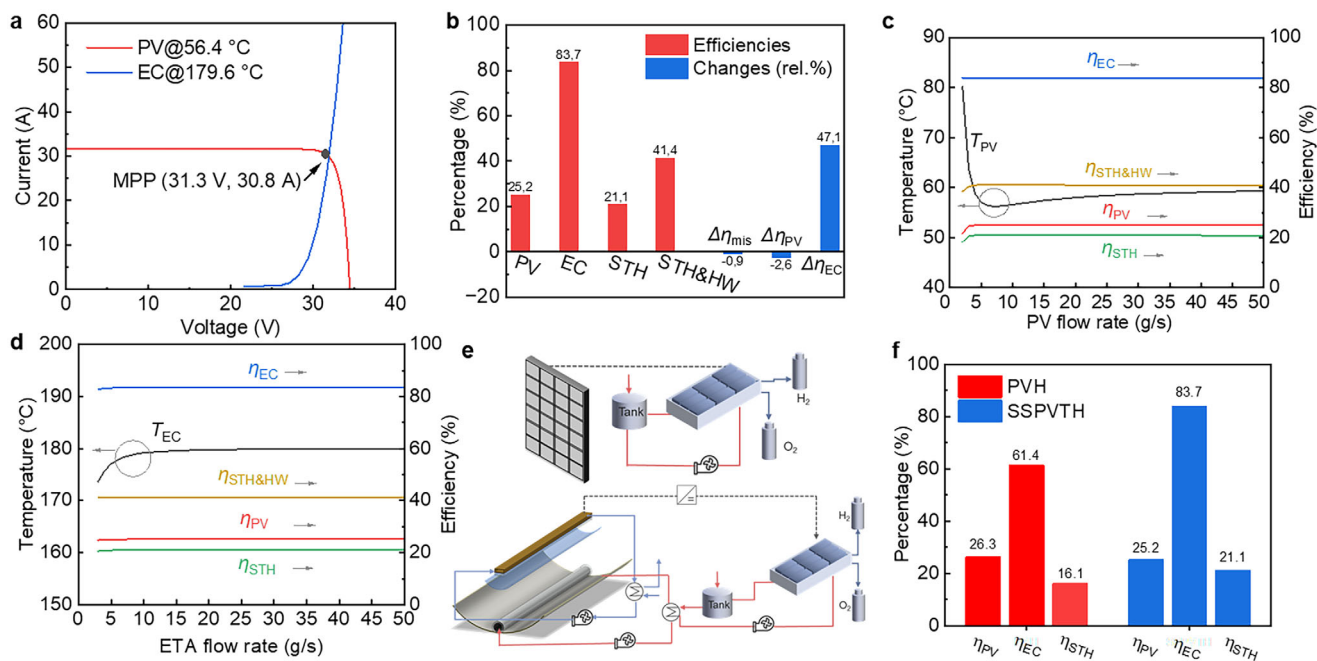 a
PV@56.4 °C
EC@179.6 °C
MPP (31.3 V, 30.8 A)
Current (A)
60
50
40
30
20
10
0
0 10 20 30 40
Voltage (V)
b
Efficiencies
Changes (rel.%)
Percentage (%)
100
80
60
40
20
0
−20
25,2
83,7
21,1
41,4
-0,9
-2,6
47,1
PV
EC
STH
STH&HW
Δηmis
ΔηPV
ΔηEC
c
Temperature (°C)
90
80
70
60
50
40
ηEC
TPV
ηSTH&HW
ηPV
ηSTH
0 5 10 15 20 25 30 35 40 45 50
PV flow rate (g/s)
100
80
60
40
20
0
Efficiency (%)
d
Temperature (°C)
200
190
180
170
160
150
ηEC
TEC
ηSTH&HW
ηPV
ηSTH
0 5 10 15 20 25 30 35 40 45 50
ETA flow rate (g/s)
100
80
60
40
20
0
Efficiency (%)
e
Tank
H2
O2
Tank
H2
O2
f
PVH
SSPVTH
Percentage (%)
100
80
60
40
20
0
26.3
61.4
16.1
25.2
83.7
21.1
ηPV
ηEC
ηSTH
ηPV
ηEC
ηSTH